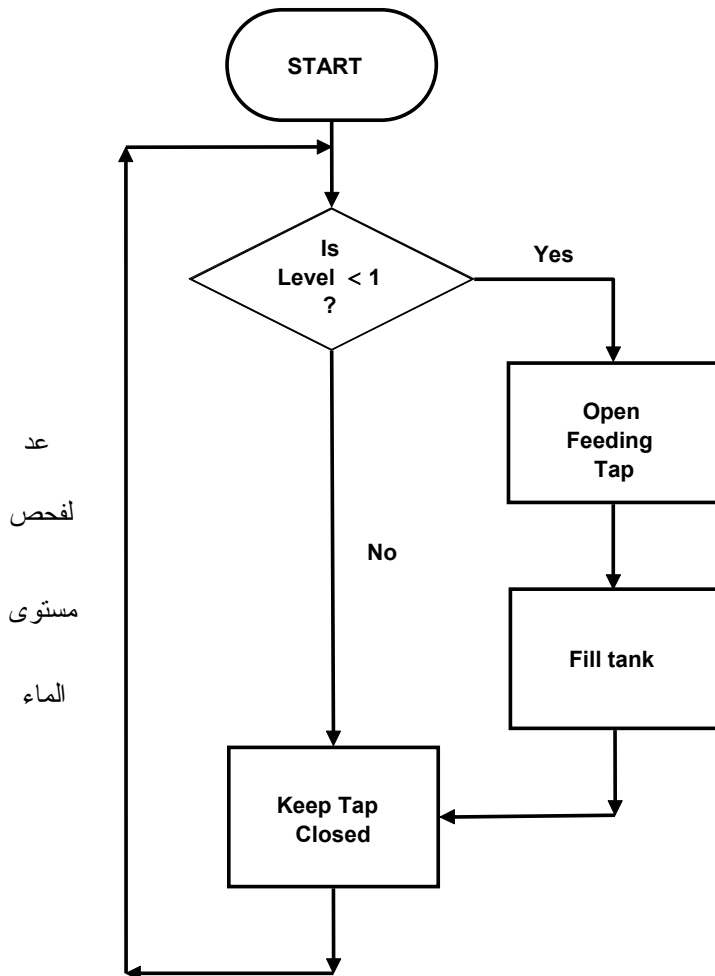 START
Is
Level < 1
?
Yes
Open
Feeding
Tap
عد
لفحص
No
مستوى
Fill tank
الماء
Keep Tap
Closed